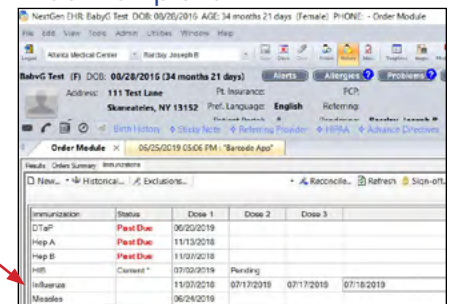 NextGen EHR: BabyG Test DOB: 08/20/2016 AGE: 34 months 21 days (Female) PHONE: - Order Module
File Edit View Tools Admin Utilities Window Help
Logout Atlanta Medical Center Barclay Joseph B
BabyG Test (F) DOB: 08/20/2016 (34 months 21 days) Alerts Allergies Problems
Address: 111 Test Lane Pt. Insurance: PCP:
Skaneateles, NY 13152 Pref. Language: English Referring:
Birth History Sticky Note Referring Provider HIPAA Advance Directives
Order Module × 06/25/2019 05:06 PM : "Barcode App"
Results Orders Summary Immunizations
New... Historical... Exclusions... Reconcile... Refresh Sign-off..
Immunization Status Dose 1 Dose 2 Dose 3
DTaP Past Due 06/20/2019
Hep A Past Due 11/13/2018
Hep B Past Due 11/07/2018
HIB Current * 07/02/2019 Pending
Influenza 11/07/2018 07/17/2019 07/17/2019 07/18/2019
Measles 06/24/2019